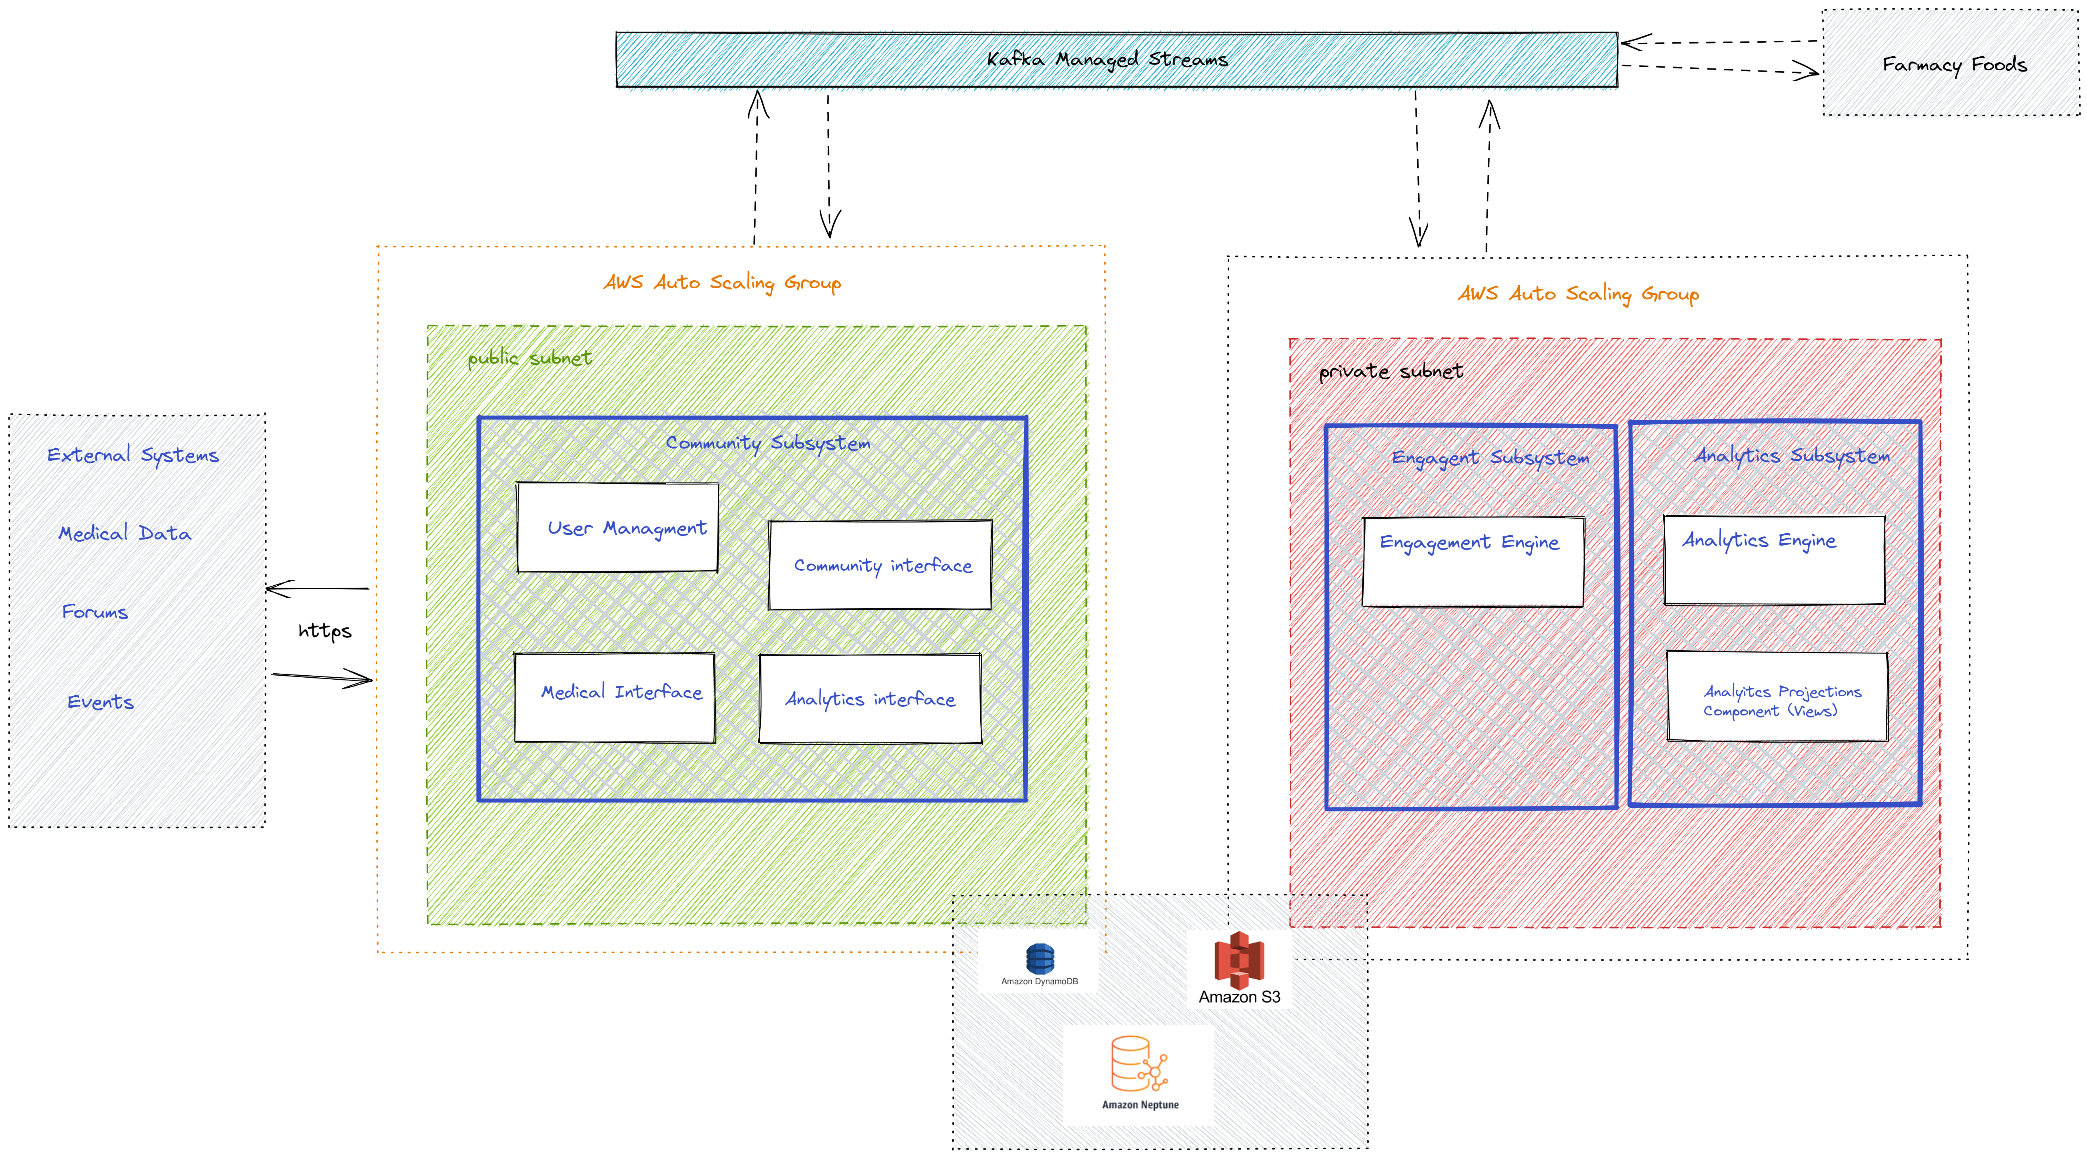 Kafka Managed Streams
Farmacy Foods
AWS Auto Scaling Group
AWS Auto Scaling Group
public subnet
private subnet
External Systems
Medical Data
Forums
Events
https
Community Subsystem
User Managment
Community interface
Medical Interface
Analytics interface
Engagent Subsystem
Engagement Engine
Analytics Subsystem
Analytics Engine
Analyitcs Projections
Component (Views)
Amazon DynamoDB
Amazon S3
Amazon Neptune